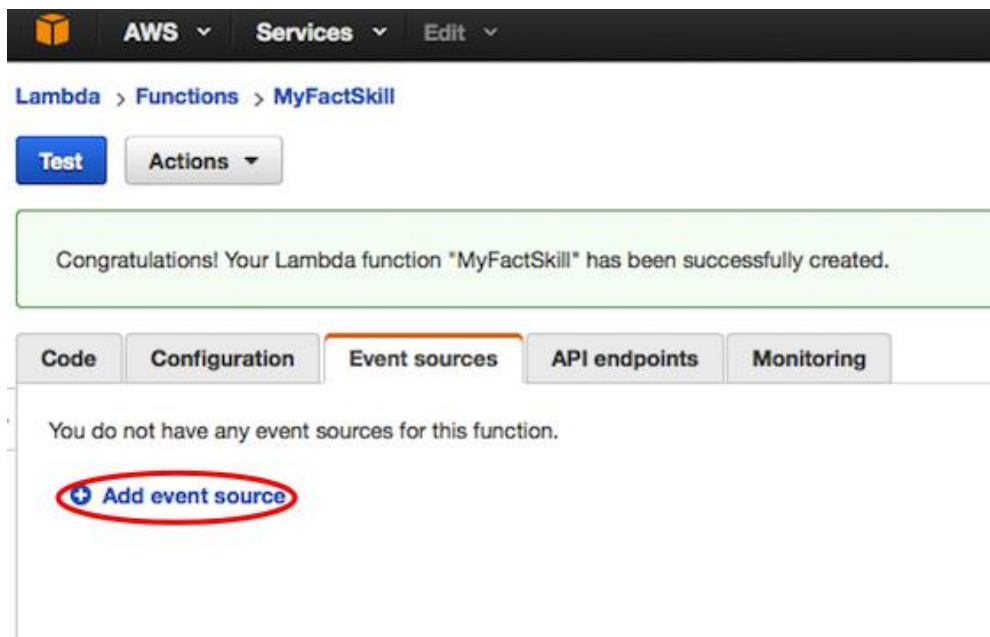 AWS Services Edit
Lambda > Functions > MyFactSkill
Test Actions
Congratulations! Your Lambda function "MyFactSkill" has been successfully created.
Code Configuration Event sources API endpoints Monitoring
You do not have any event sources for this function.
Add event source